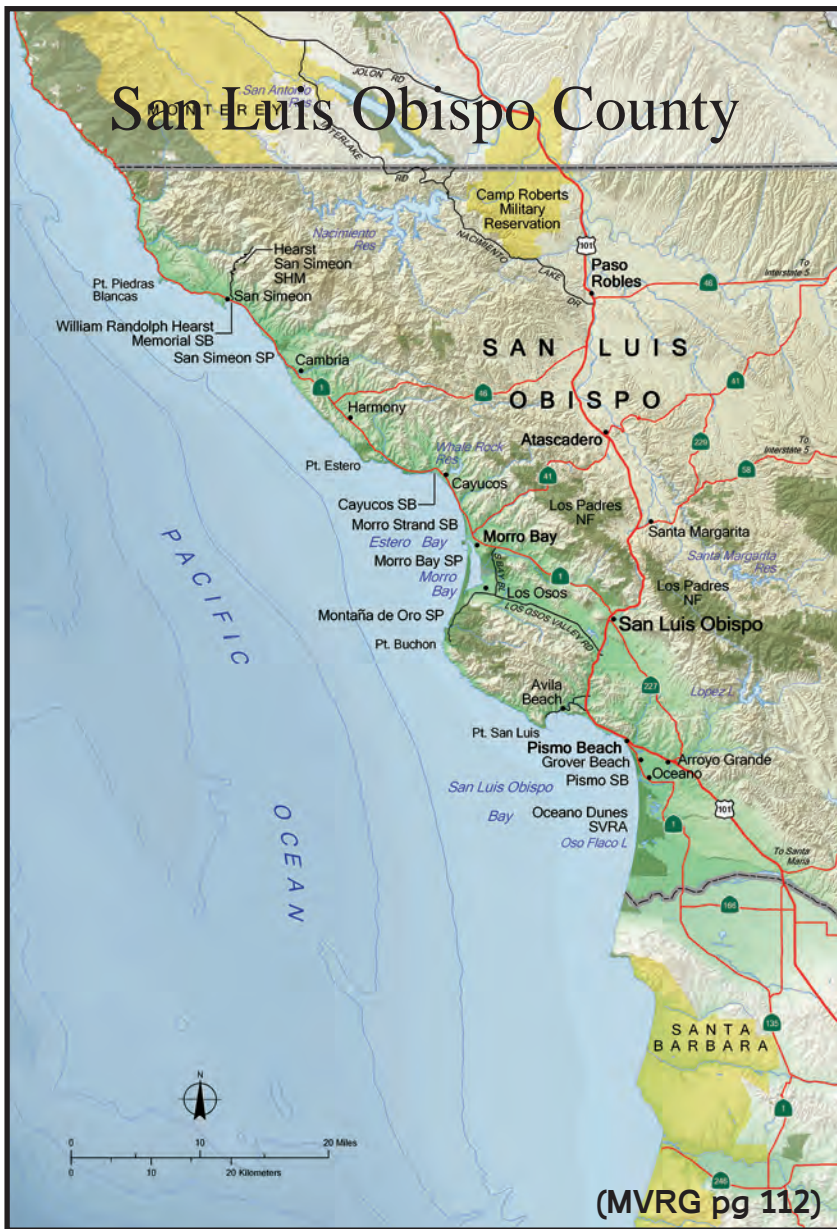 San Luis Obispo County
MONTEREY
San Antonio
Res
JOLON RD
INTERLAKE
RD
Camp Roberts
Military
Reservation
Nacimiento
Res
NACIMIENTO
LAKE
DR
101
Paso
Robles
To
Interstate 5
46
Hearst
San Simeon
SHM
Pt. Piedras
Blancas
San Simeon
William Randolph Hearst
Memorial SB
San Simeon SP
Cambria
1
46
SAN LUIS
OBISPO
41
Harmony
Atascadero
229
To
Interstate 5
58
Whale Rock
Res
Pt. Estero
Cayucos
41
Cayucos SB
Los Padres
NF
Morro Strand SB
Santa Margarita
Estero Bay
Morro Bay
Santa Margarita
Res
Morro Bay SP
S BAY BL
1
Morro
Bay
Los Osos
Los Padres
NF
Montaña de Oro SP
LOS OSOS VALLEY RD
San Luis Obispo
Pt. Buchon
227
Avila
Beach
Lopez L
Pt. San Luis
Pismo Beach
Grover Beach
Arroyo Grande
Pismo SB
Oceano
San Luis Obispo
Bay
Oceano Dunes
SVRA
101
1
Oso Flaco L
To Santa
Maria
PACIFIC
OCEAN
166
SANTA
BARBARA
135
1
246
N
0 10 20 Miles
0 10 20 Kilometers
(MVRG pg 112)